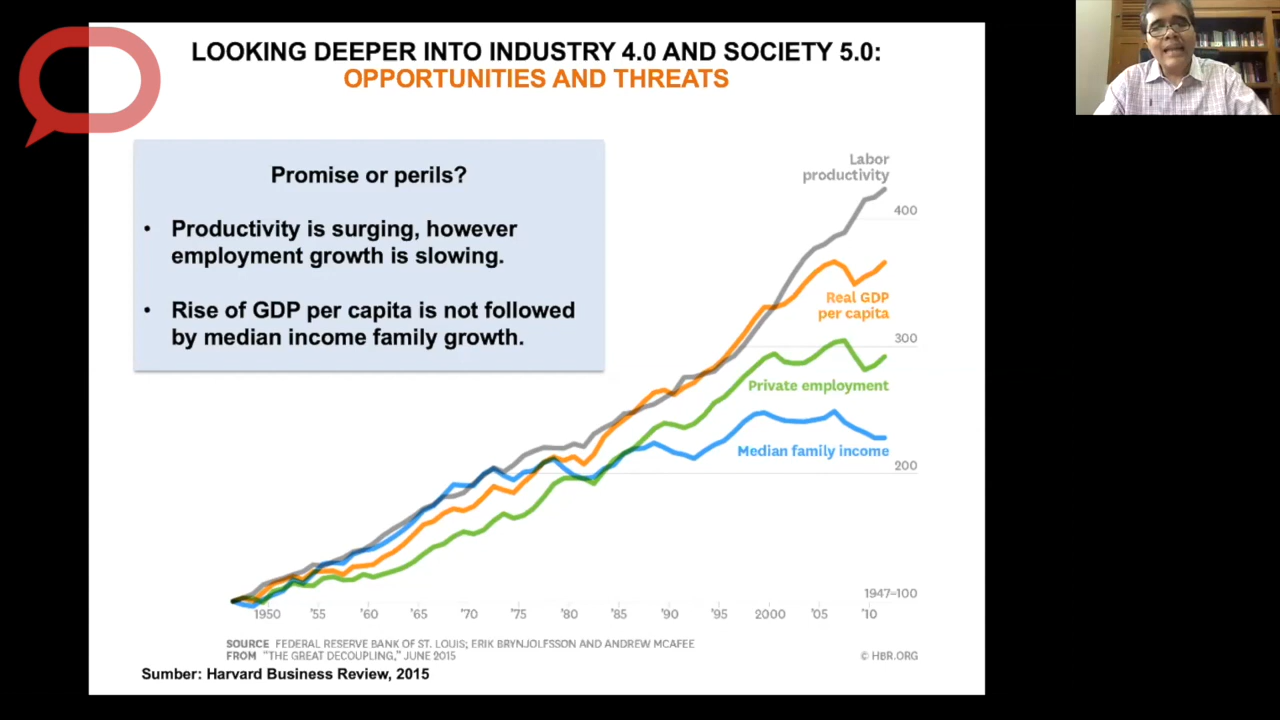 LOOKING DEEPER INTO INDUSTRY 4.0 AND SOCIETY 5.0:
OPPORTUNITIES AND THREATS
Promise or perils?
• Productivity is surging, however
employment growth is slowing.
• Rise of GDP per capita is not followed
by median income family growth.
Labor
productivity
400
Real GDP
per capita
300
Private employment
Median family income
200
1947=100
1950 '55 '60 '65 '70 '75 '80 '85 '90 '95 2000 '05 '10
SOURCE FEDERAL RESERVE BANK OF ST. LOUIS; ERIK BRYNJOLFSSON AND ANDREW MCAFEE
FROM "THE GREAT DECOUPLING," JUNE 2015
© HBR.ORG
Sumber: Harvard Business Review, 2015